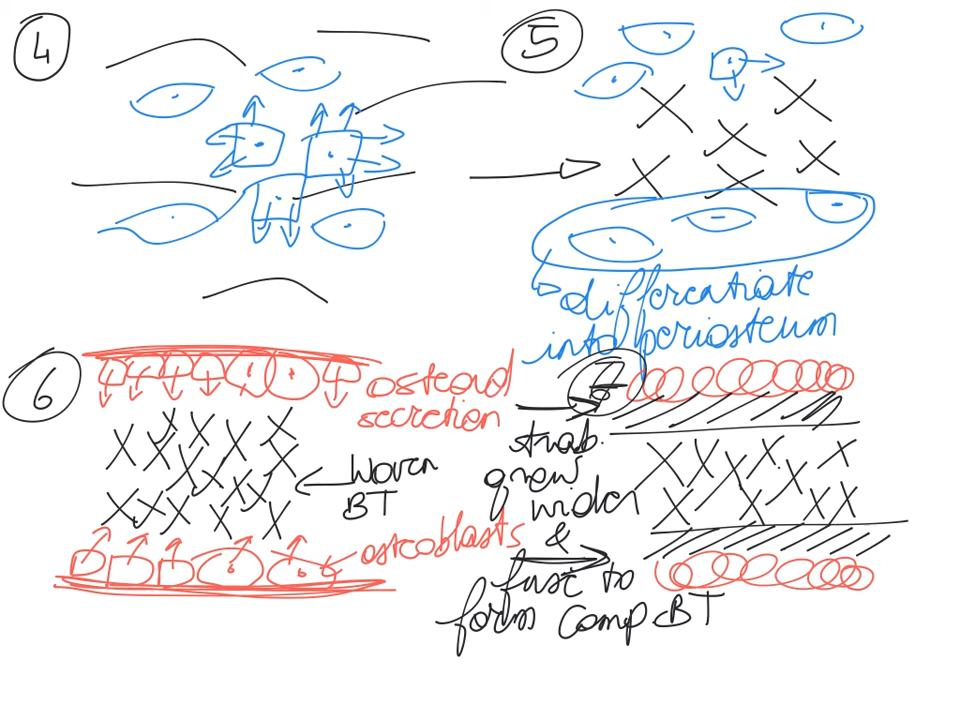 4
5
differentiate
into periosteum
6
osteoid
secretion
Woven
BT
osteoblasts
7
trab.
grow
wider
&
fuse to
form comp. BT